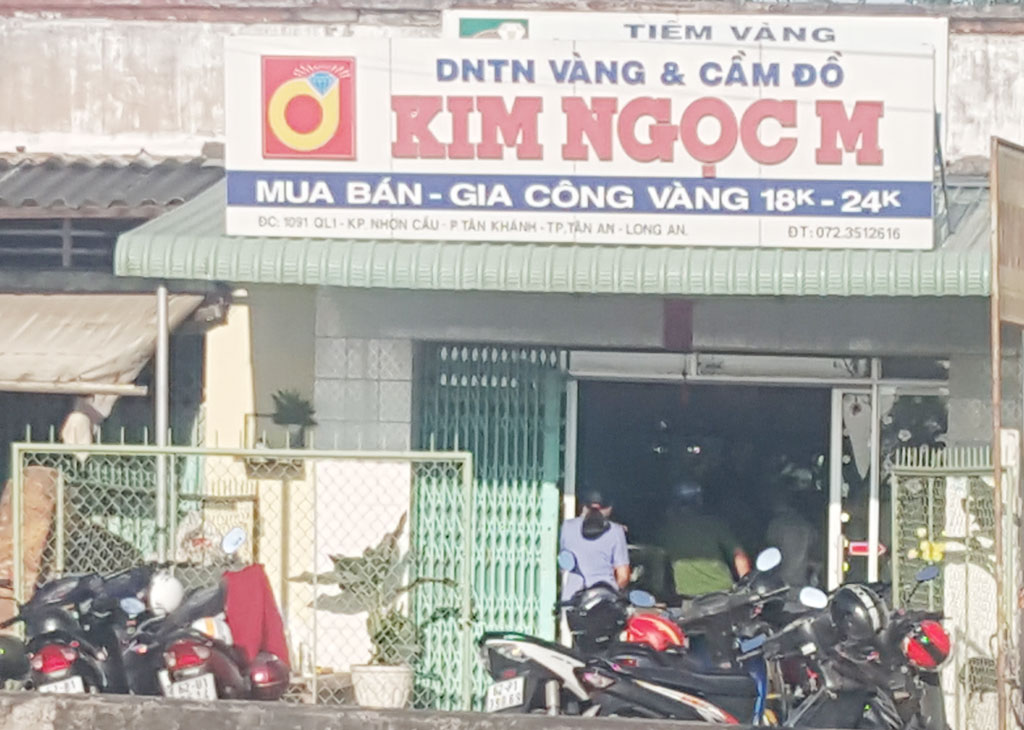 TIỆM VÀNG
DNTN VÀNG & CẦM ĐỒ
KIM NGỌC M
MUA BÁN - GIA CÔNG VÀNG 18K - 24K
ĐC: 1091 QL1 - KP. NHƠN CẦU - P. TÂN KHÁNH - TP. TÂN AN - LONG AN.
ĐT: 072.3512616